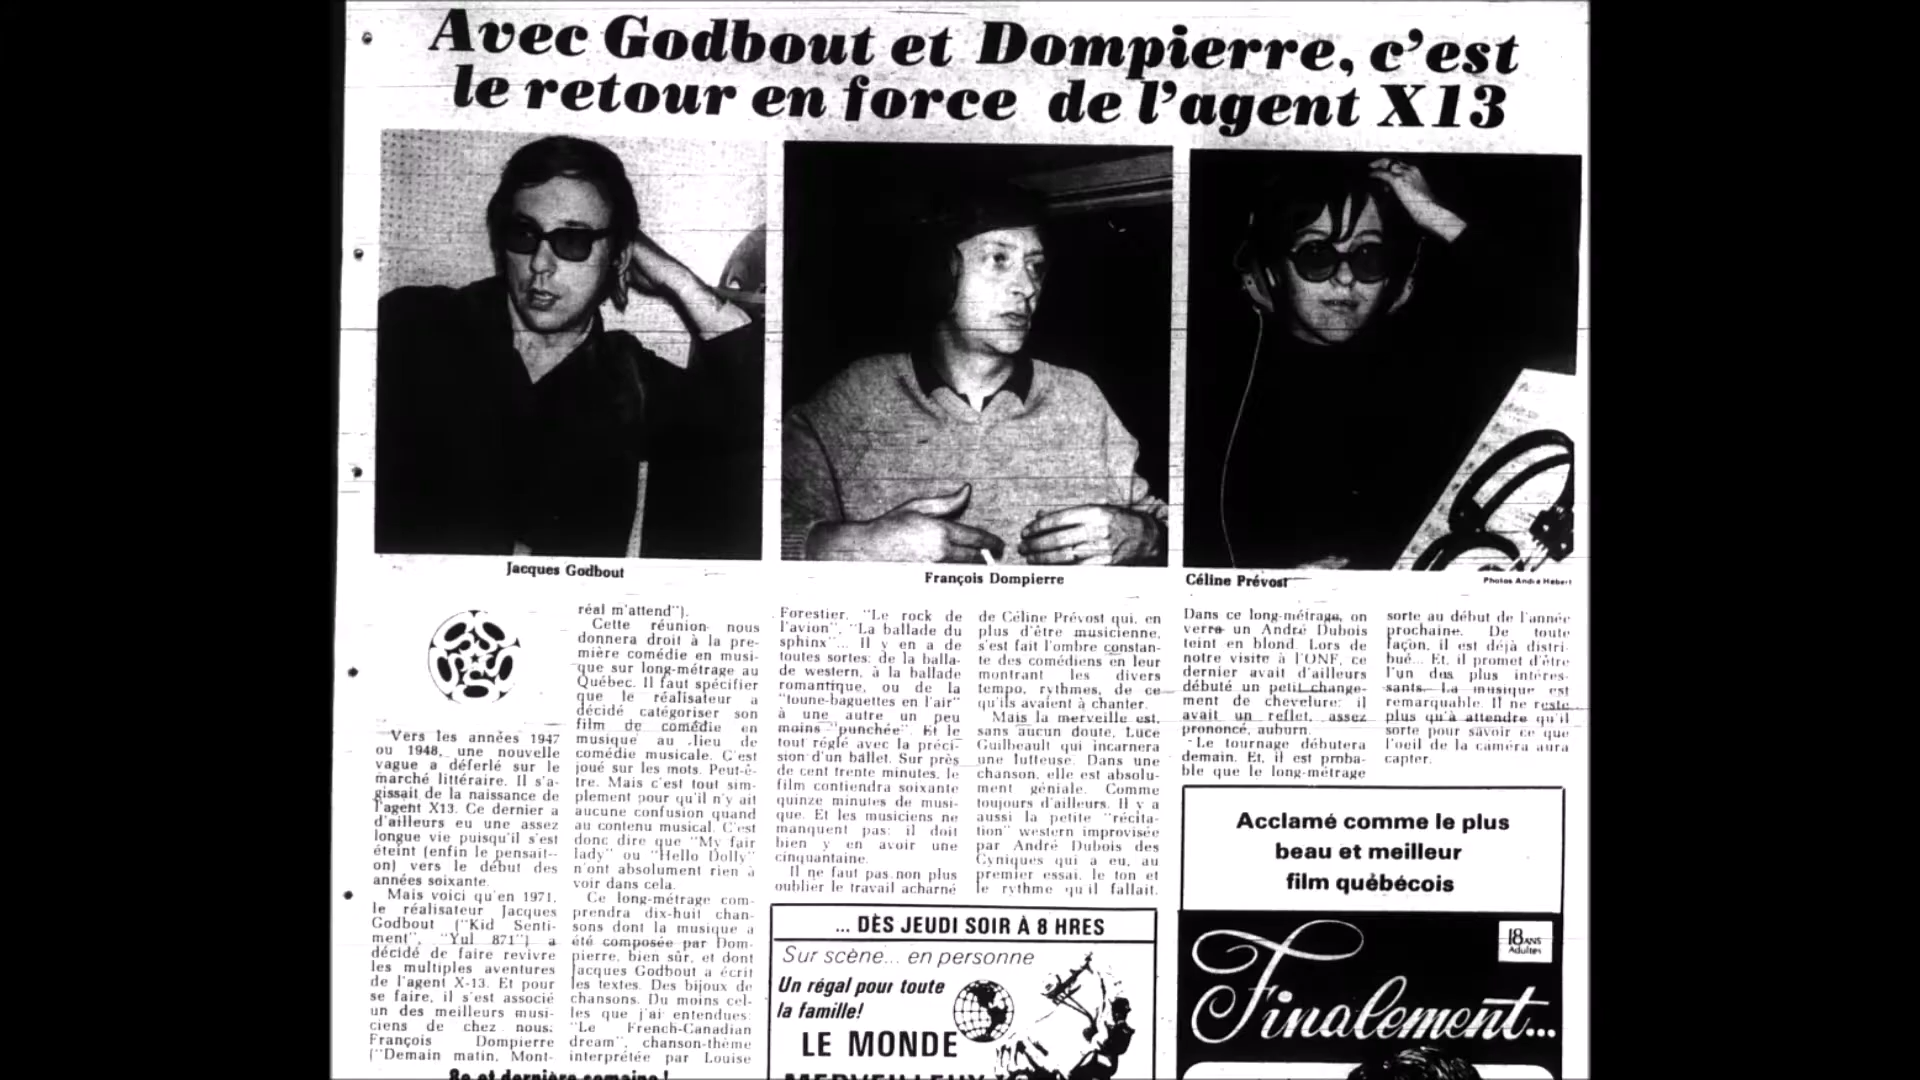 Avec Godbout et Dompierre, c'est
le retour en force de l'agent X13
Jacques Godbout
François Dompierre
Céline Prévost
Photos André Hébert
Vers les années 1947
ou 1948, une nouvelle
vague a déferlé sur le
marché littéraire. Il s'a-
gissait de la naissance de
l'agent X13. Ce dernier a
d'ailleurs eu une assez
longue vie puisqu'il s'est
éteint (enfin le pensait-
on) vers le début des
années soixante.
Mais voici qu'en 1971,
le réalisateur Jacques
Godbout ("Kid Senti-
ment", "Yul 871") a
décidé de faire revivre
les multiples aventures
de l'agent X-13. Et pour
se faire, il s'est associé
un des meilleurs musi-
ciens de chez nous:
François Dompierre
("Demain matin, Mont-
réal m'attend").
Cette réunion nous
donnera droit à la pre-
mière comédie en musi-
que sur long-métrage au
Québec. Il faut spécifier
que le réalisateur a
décidé catégoriser son
film de comédie en
musique au lieu de
comédie musicale. C'est
joué sur les mots. Peut-ê-
tre. Mais c'est tout sim-
plement pour qu'il n'y ait
aucune confusion quand
au contenu musical. C'est
donc dire que "My fair
lady" ou "Hello Dolly"
n'ont absolument rien à
voir dans cela.
Ce long-métrage com-
prendra dix-huit chan-
sons dont la musique a
été composée par Dom-
pierre, bien sûr, et dont
Jacques Godbout a écrit
les textes. Des bijoux de
chansons. Du moins cel-
les que j'ai entendues:
"Le French-Canadian
dream", chanson-thème
interprétée par Louise
Forestier, "Le rock de
l'avion", "La ballade du
sphinx"... Il y en a de
toutes sortes: de la balla-
de western, à la ballade
romantique, ou de la
"toune-baguettes en l'air"
à une autre un peu
moins "punchée". Et le
tout réglé avec la préci-
sion d'un ballet. Sur près
de cent trente minutes, le
film contiendra soixante
quinze minutes de musi-
que. Et les musiciens ne
manquent pas: il doit
bien y en avoir une
cinquantaine.
Il ne faut pas non plus
oublier le travail acharné
de Céline Prévost qui, en
plus d'être musicienne,
s'est fait l'ombre constan-
te des comédiens en leur
montrant les divers
tempo, rythmes, de ce
qu'ils avaient à chanter.
Mais la merveille est,
sans aucun doute, Luce
Guilbeault qui incarnera
une lutteuse. Dans une
chanson, elle est absolu-
ment géniale. Comme
toujours d'ailleurs. Il y a
aussi la petite "récita-
tion" western improvisée
par André Dubois des
Cyniques qui a eu, au
premier essai, le ton et
le rythme qu'il fallait.
Dans ce long-métrage, on
verra un André Dubois
teint en blond. Lors de
notre visite à l'ONF, ce
dernier avait d'ailleurs
débuté un petit change-
ment de chevelure: il
avait un reflet, assez
prononcé, auburn.
Le tournage débutera
demain. Et, il est proba-
ble que le long-métrage
sorte au début de l'année
prochaine. De toute
façon, il est déjà distri-
bué... Et, il promet d'être
l'un des plus intéres-
sants. La musique est
remarquable. Il ne reste
plus qu'à attendre qu'il
sorte pour savoir ce que
l'oeil de la caméra aura
capter.
8e et dernière semaine!
... DÈS JEUDI SOIR À 8 HRES
Sur scène... en personne
Un régal pour toute
la famille!
LE MONDE
MERVEILLEUX
Acclamé comme le plus
beau et meilleur
film québécois
18 ANS
Adultes
Finalement...